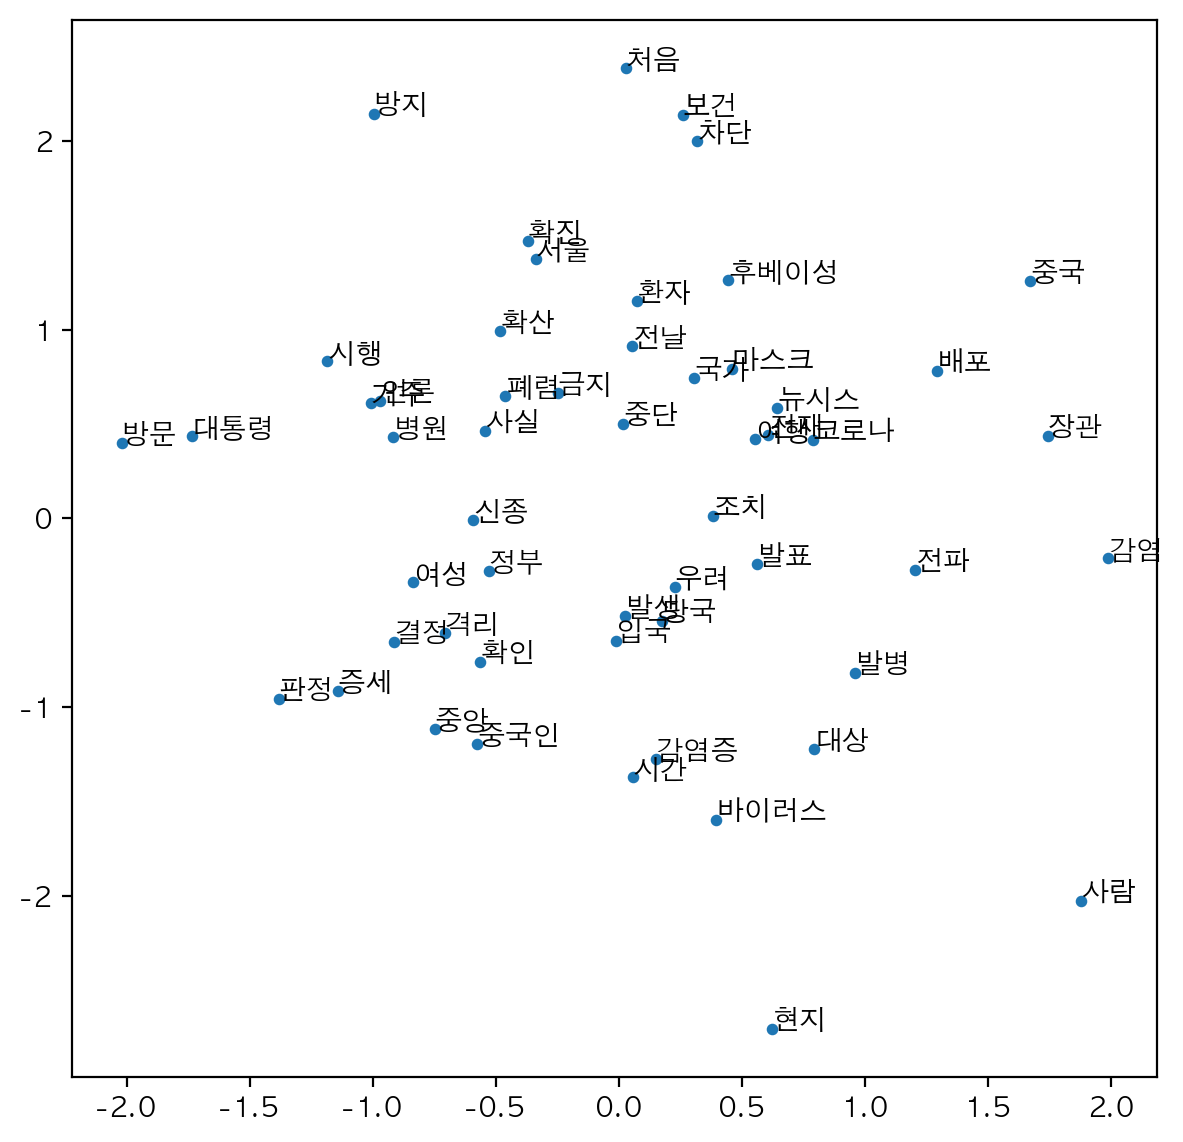 처음
방지
보건
차단
2
확진
서울
후베이성
중국
환자
확산
1
전날
시행
마스크
국가
배포
폐렴
금지
언론
뉴시스
중단
사실
대통령
방문
병원
장관
여행
코로나
0
신종
조치
정부
발표
감염
전파
여성
우려
발생
당국
입국
격리
결정
확인
발병
-1
판정
증세
중앙
중국인
대상
감염증
시간
바이러스
-2
사람
현지
-2.0 -1.5 -1.0 -0.5 0.0 0.5 1.0 1.5 2.0